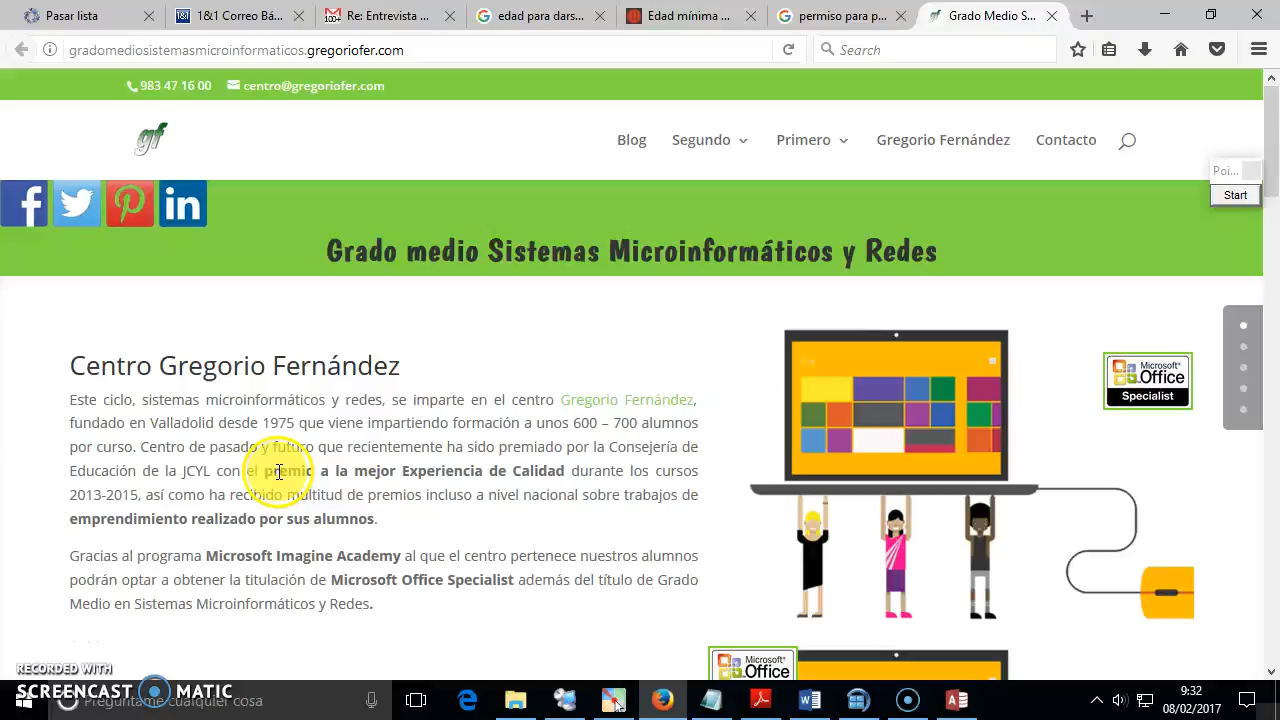 Pasar lista
1&1 Correo Bá...
Re: Entrevista ...
edad para dars...
Edad mínima ...
permiso para p...
Grado Medio S...
gradomediosistemasmicroinformaticos.gregoriofer.com
Search
983 47 16 00
centro@gregoriofer.com
gf
Blog
Segundo
Primero
Gregorio Fernández
Contacto
Poi...
Start
Grado medio Sistemas Microinformáticos y Redes
Centro Gregorio Fernández
Este ciclo, sistemas microinformáticos y redes, se imparte en el centro Gregorio Fernández,
fundado en Valladolid desde 1975 que viene impartiendo formación a unos 600 – 700 alumnos
por curso. Centro de pasado y futuro que recientemente ha sido premiado por la Consejería de
Educación de la JCYL con el premio a la mejor Experiencia de Calidad durante los cursos
2013-2015, así como ha recibido multitud de premios incluso a nivel nacional sobre trabajos de
emprendimiento realizado por sus alumnos.
Gracias al programa Microsoft Imagine Academy al que el centro pertenece nuestros alumnos
podrán optar a obtener la titulación de Microsoft Office Specialist además del título de Grado
Medio en Sistemas Microinformáticos y Redes.
Microsoft®
Office
Specialist
Microsoft®
Office
RECORDED WITH
SCREENCAST MATIC
Pregúntame cualquier cosa
9:32
08/02/2017